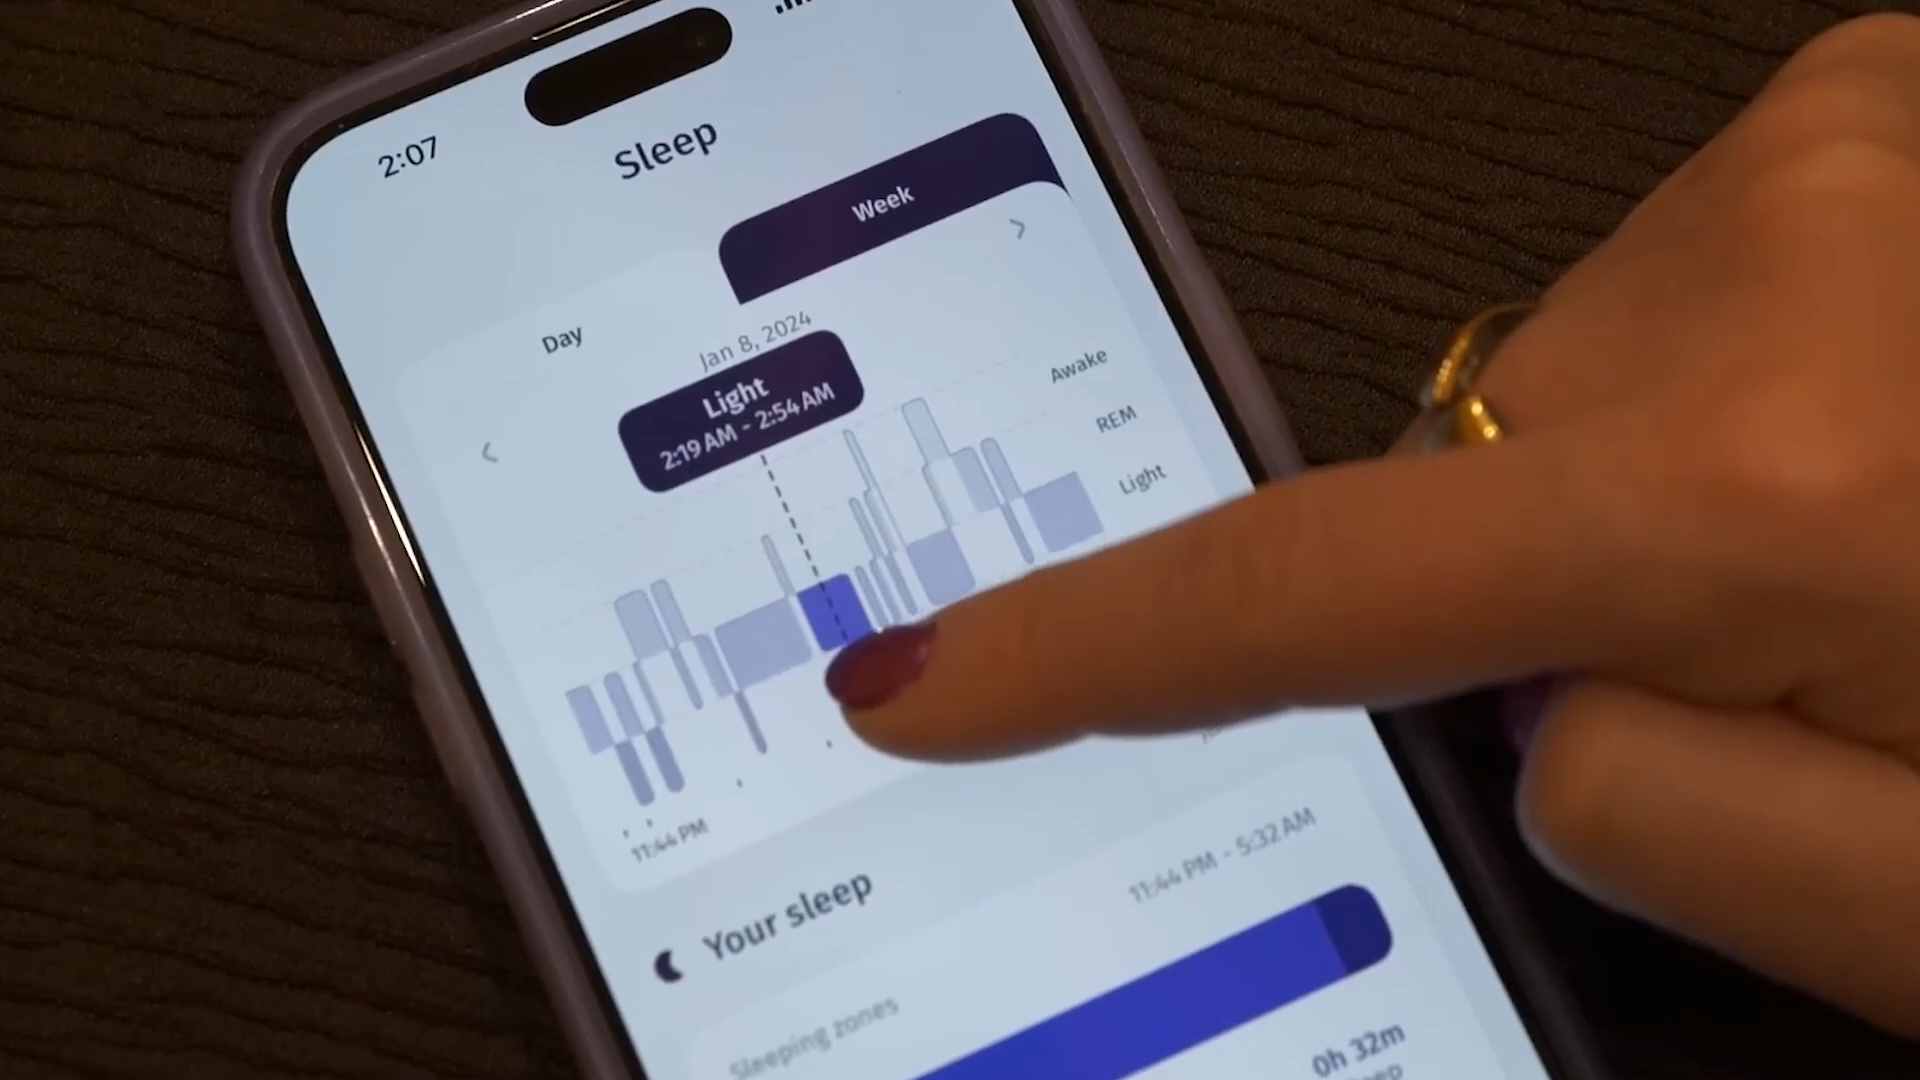 2:07
Sleep
Week
Day
Jan 8, 2024
Light
2:19 AM - 2:54 AM
Awake
REM
Light
11:44 PM
Your sleep
11:44 PM - 5:32 AM
Sleeping zones
0h 32m